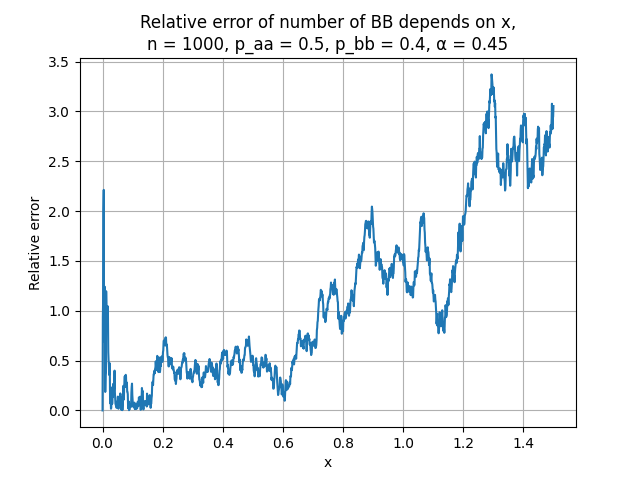 Relative error of number of BB depends on x,
n = 1000, p_aa = 0.5, p_bb = 0.4, α = 0.45
Relative error
3.5
3.0
2.5
2.0
1.5
1.0
0.5
0.0
0.0 0.2 0.4 0.6 0.8 1.0 1.2 1.4
x